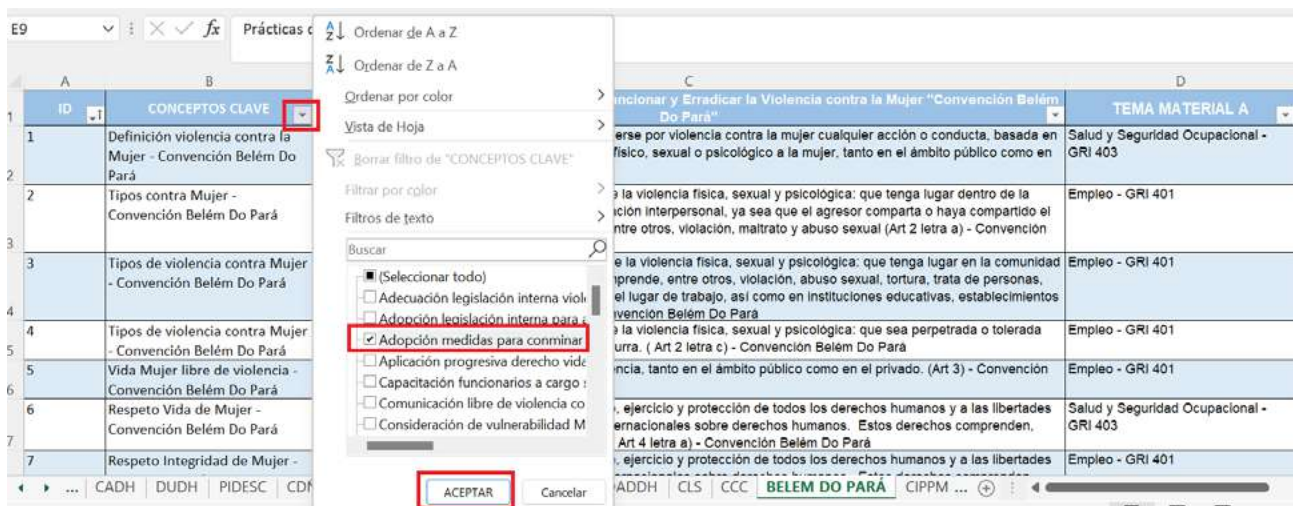 E9
fx
Prácticas
A
B
C
D
ID
CONCEPTOS CLAVE
ncionar y Erradicar la Violencia contra la Mujer "Convención Belém
Do Pará"
TEMA MATERIAL A
1
1
Definición violencia contra la
Mujer - Convención Belém Do
Pará
erse por violencia contra la mujer cualquier acción o conducta, basada en
físico, sexual o psicológico a la mujer, tanto en el ámbito público como en
Salud y Seguridad Ocupacional -
GRI 403
2
2
Tipos contra Mujer -
Convención Belém Do Pará
la violencia física, sexual y psicológica: que tenga lugar dentro de la
ción interpersonal, ya sea que el agresor comparta o haya compartido el
ntre otros, violación, maltrato y abuso sexual (Art 2 letra a) - Convención
Empleo - GRI 401
3
3
Tipos de violencia contra Mujer
- Convención Belém Do Pará
e la violencia física, sexual y psicológica: que tenga lugar en la comunidad
prende, entre otros, violación, abuso sexual, tortura, trata de personas,
el lugar de trabajo, así como en instituciones educativas, establecimientos
vención Belém Do Pará
Empleo - GRI 401
4
4
Tipos de violencia contra Mujer
- Convención Belém Do Pará
la violencia física, sexual y psicológica: que sea perpetrada o tolerada
urra. ( Art 2 letra c) - Convención Belém Do Pará
Empleo - GRI 401
5
5
Vida Mujer libre de violencia -
Convención Belém Do Pará
ncia, tanto en el ámbito público como en el privado. (Art 3) - Convención
Empleo - GRI 401
6
6
Respeto Vida de Mujer -
Convención Belém Do Pará
, ejercicio y protección de todos los derechos humanos y a las libertades
ernacionales sobre derechos humanos. Estos derechos comprenden,
Art 4 letra a) - Convención Belém Do Pará
Salud y Seguridad Ocupacional -
GRI 403
7
7
Respeto Integridad de Mujer -
, ejercicio y protección de todos los derechos humanos y a las libertades
Empleo - GRI 401
Ordenar de A a Z
Ordenar de Z a A
Ordenar por color
Vista de Hoja
Borrar filtro de "CONCEPTOS CLAVE"
Filtrar por color
Filtros de texto
Buscar
(Seleccionar todo)
Adecuación legislación interna viol
Adopción legislación interna para
Adopción medidas para conminar
Aplicación progresiva derecho vida
Capacitación funcionarios a cargo
Comunicación libre de violencia co
Consideración de vulnerabilidad M
ACEPTAR
Cancelar
... CADH DUDH PIDESC CDN
ADDH CLS CCC BELEM DO PARÁ CIPPM ...